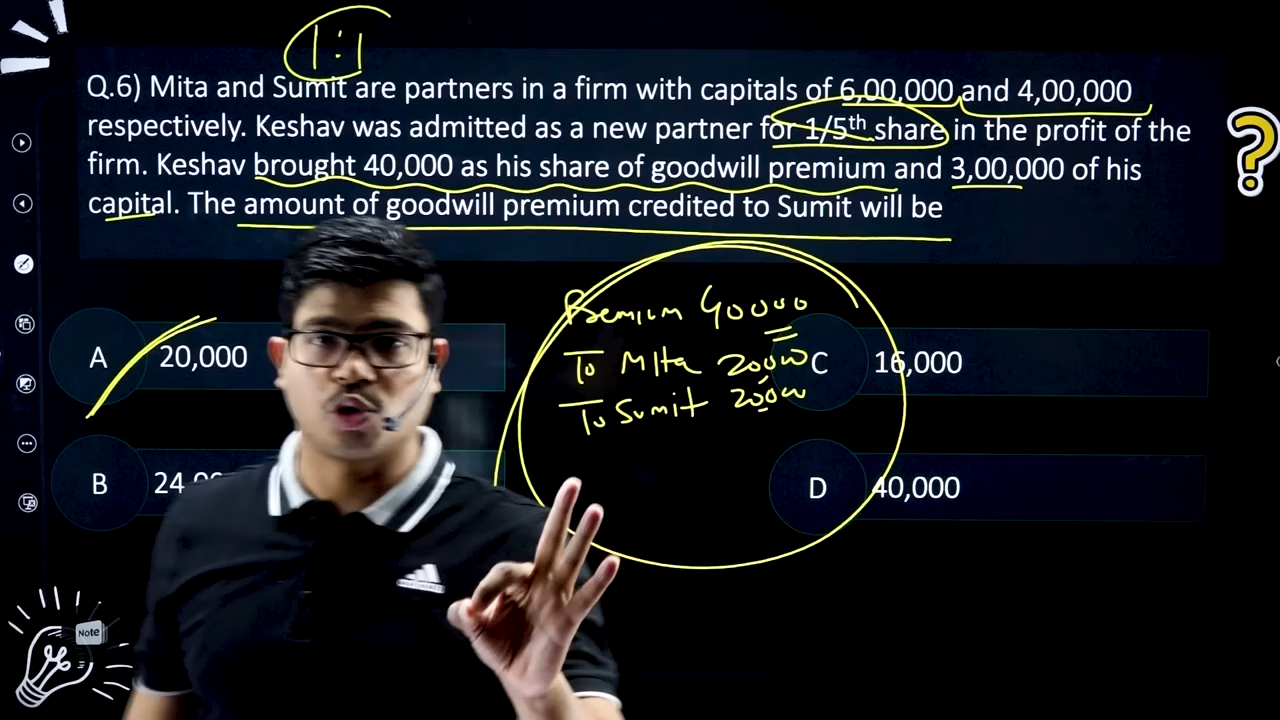 1:1
Q.6) Mita and Sumit are partners in a firm with capitals of 6,00,000 and 4,00,000
respectively. Keshav was admitted as a new partner for 1/5th share in the profit of the
firm. Keshav brought 40,000 as his share of goodwill premium and 3,00,000 of his
capital. The amount of goodwill premium credited to Sumit will be
A 20,000
Premium 40000
To Mita 20000
To Sumit 20000
C 16,000
B 24
D 40,000
Note